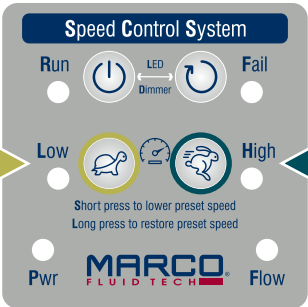 Speed Control System
Run LED Fail
Dimmer
Low High
Short press to lower preset speed
Long press to restore preset speed
Pwr MARCO® Flow
FLUID TECH